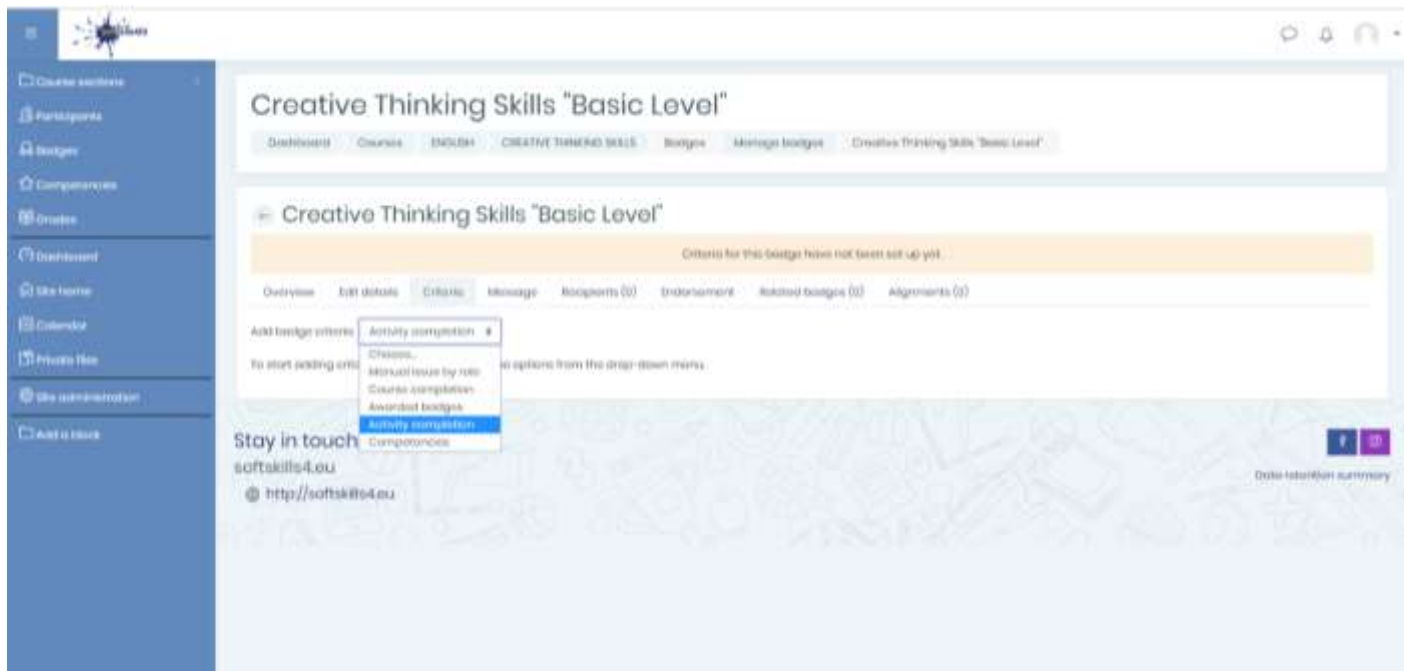 Course sections
Participants
Badges
Competencies
Grades
Dashboard
Site home
Calendar
Private files
Site administration
Add a block
Creative Thinking Skills "Basic Level"
Dashboard Courses ENGLISH CREATIVE THINKING SKILLS Badges Manage badges Creative Thinking Skills "Basic Level"
Creative Thinking Skills "Basic Level"
Criteria for this badge have not been set up yet.
Overview Edit details Criteria Message Recipients (0) Endorsement Related badges (0) Alignments (0)
Add badge criteria Activity completion
Choose...
Manual issue by role
To start adding options from the drop-down menu.
Course completion
Awarded badges
Activity completion
Competencies
Stay in touch
softskills4.eu
http://softskills4.eu
Data retention summary